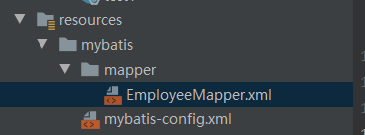 resources
mybatis
mapper
EmployeeMapper.xml
mybatis-config.xml